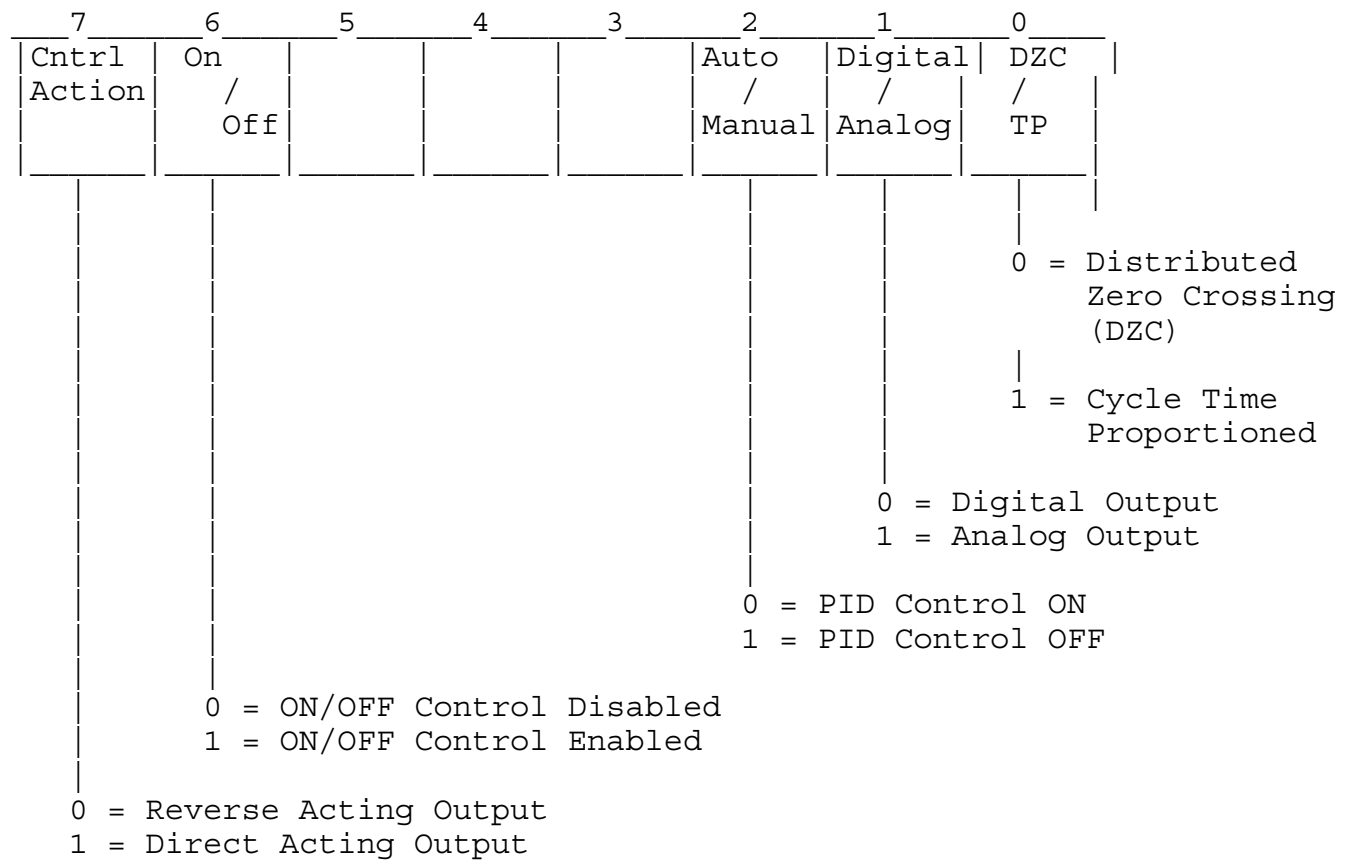 7 6 5 4 3 2 1 0
Cntrl On Auto Digital DZC
Action / / / /
Off Manual Analog TP
0 = Distributed
Zero Crossing
(DZC)
1 = Cycle Time
Proportioned
0 = Digital Output
1 = Analog Output
0 = PID Control ON
1 = PID Control OFF
0 = ON/OFF Control Disabled
1 = ON/OFF Control Enabled
0 = Reverse Acting Output
1 = Direct Acting Output